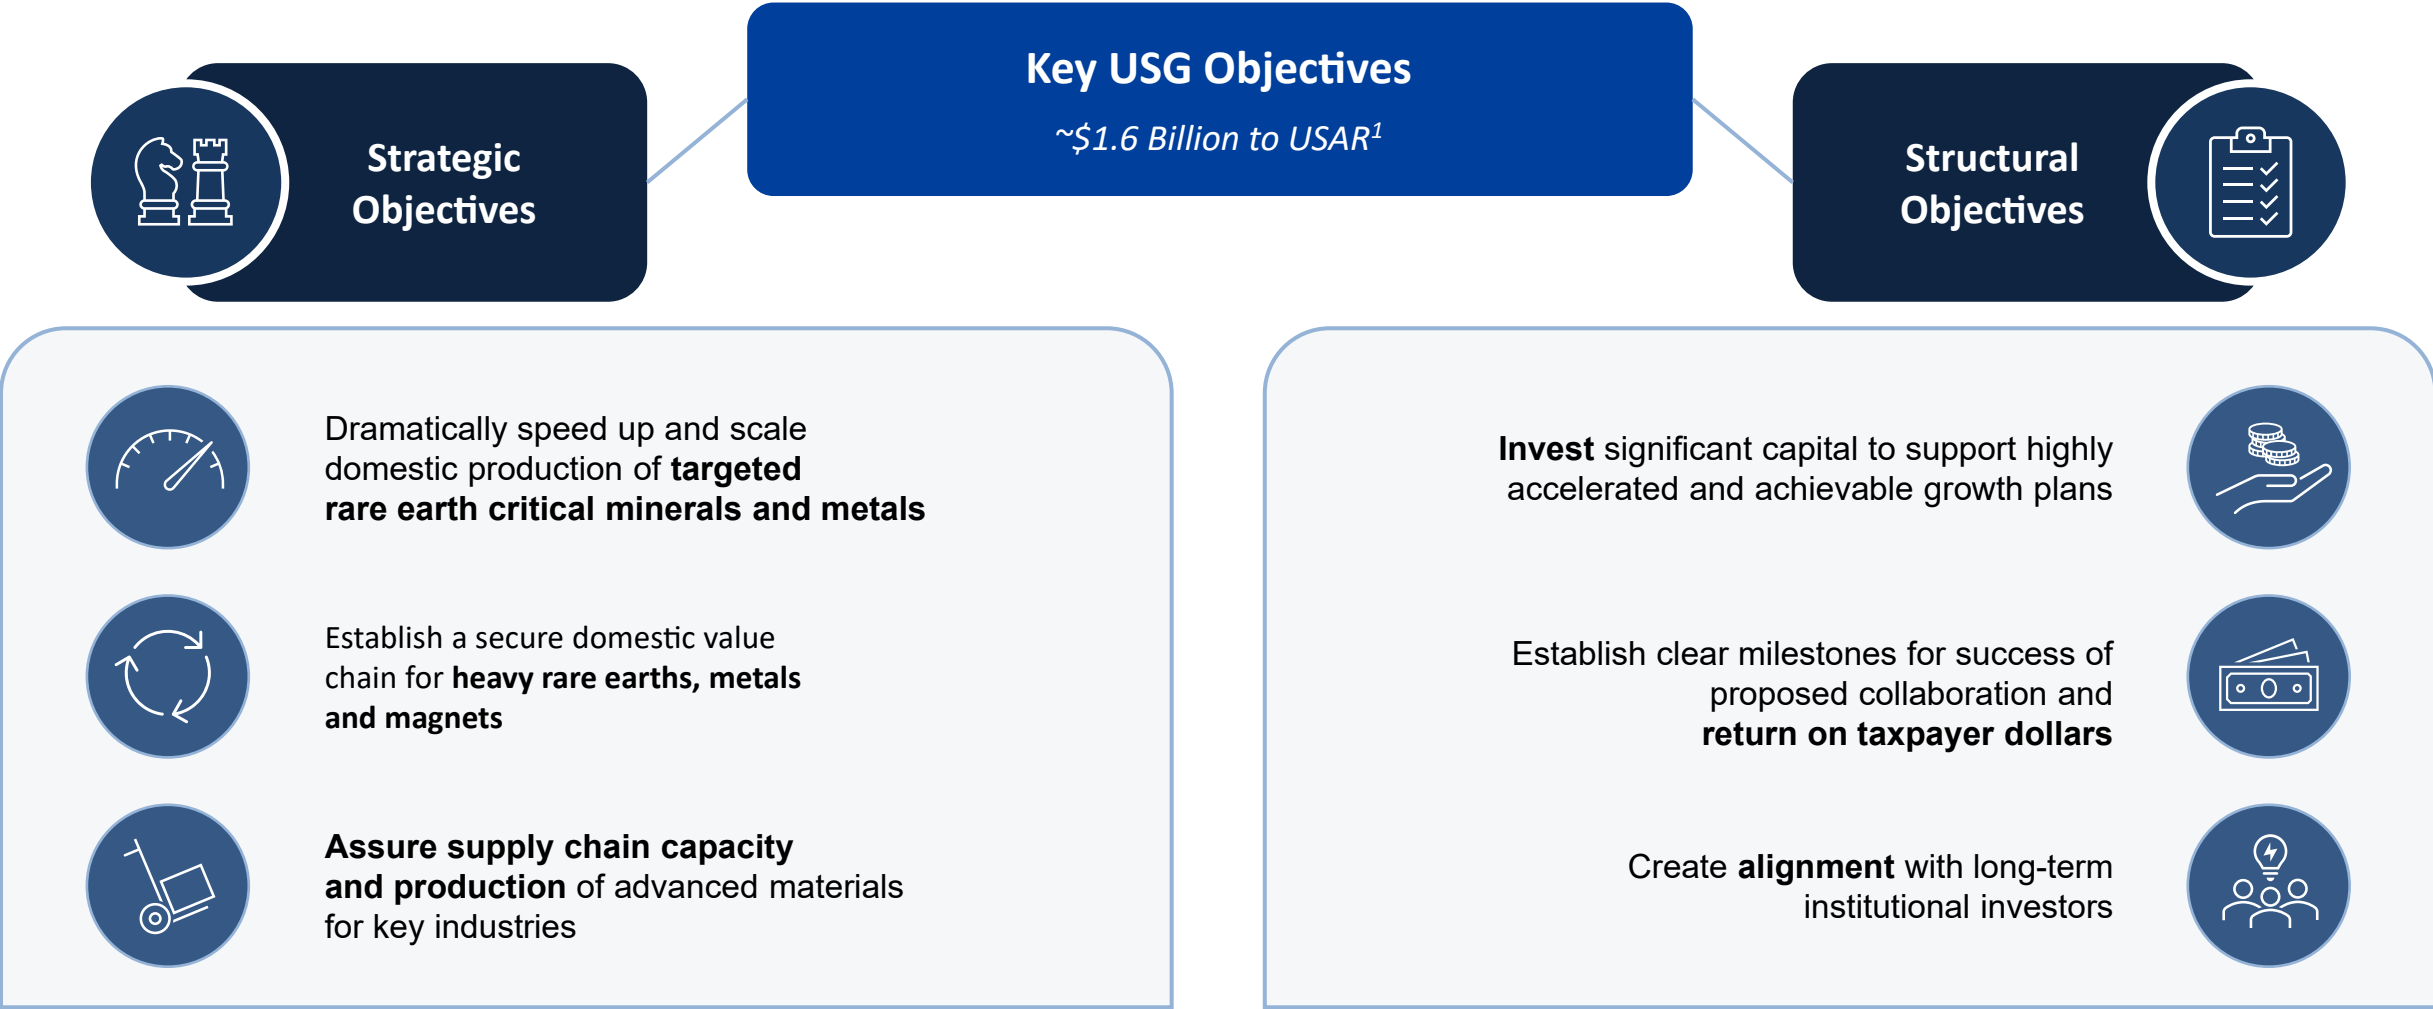 Key USG Objectives
~$1.6 Billion to USAR¹
Strategic
Objectives
Dramatically speed up and scale
domestic production of targeted
rare earth critical minerals and metals
Establish a secure domestic value
chain for heavy rare earths, metals
and magnets
Assure supply chain capacity
and production of advanced materials
for key industries
Structural
Objectives
Invest significant capital to support highly
accelerated and achievable growth plans
Establish clear milestones for success of
proposed collaboration and
return on taxpayer dollars
Create alignment with long-term
institutional investors